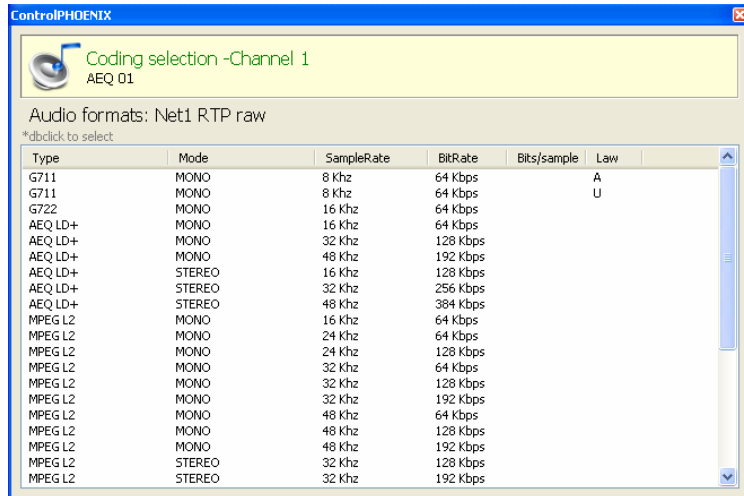 ControlPHOENIX
Coding selection -Channel 1
AEQ 01
Audio formats: Net1 RTP raw
*dbclick to select
Type Mode SampleRate BitRate Bits/sample Law
G711 MONO 8 Khz 64 Kbps A
G711 MONO 8 Khz 64 Kbps U
G722 MONO 16 Khz 64 Kbps
AEQ LD+ MONO 16 Khz 64 Kbps
AEQ LD+ MONO 32 Khz 128 Kbps
AEQ LD+ MONO 48 Khz 192 Kbps
AEQ LD+ STEREO 16 Khz 128 Kbps
AEQ LD+ STEREO 32 Khz 256 Kbps
AEQ LD+ STEREO 48 Khz 384 Kbps
MPEG L2 MONO 16 Khz 64 Kbps
MPEG L2 MONO 24 Khz 64 Kbps
MPEG L2 MONO 24 Khz 128 Kbps
MPEG L2 MONO 32 Khz 64 Kbps
MPEG L2 MONO 32 Khz 128 Kbps
MPEG L2 MONO 32 Khz 192 Kbps
MPEG L2 MONO 48 Khz 64 Kbps
MPEG L2 MONO 48 Khz 128 Kbps
MPEG L2 MONO 48 Khz 192 Kbps
MPEG L2 STEREO 32 Khz 128 Kbps
MPEG L2 STEREO 32 Khz 192 Kbps